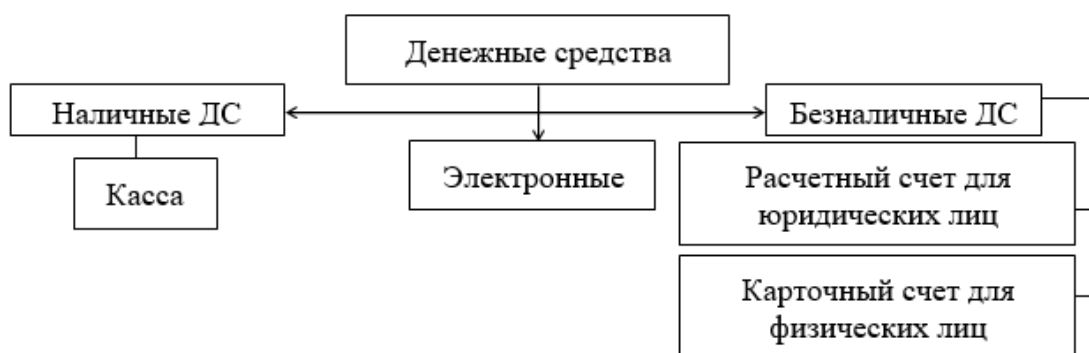 Денежные средства
Наличные ДС
Безналичные ДС
Касса
Электронные
Расчетный счет для
юридических лиц
Карточный счет для
физических лиц